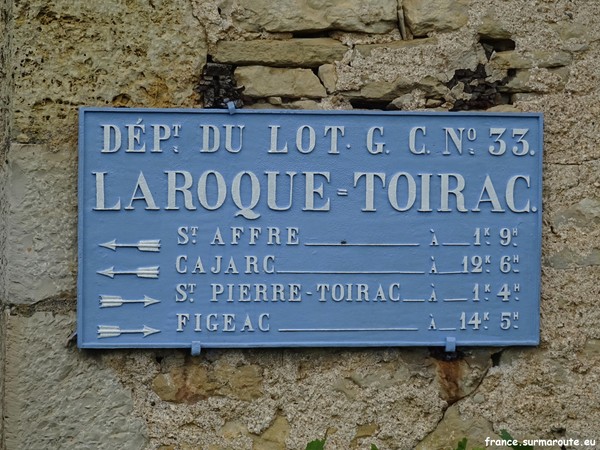 DÉPT DU LOT. G. C. No 33.
LAROQUE=TOIRAC.
ST AFFRE À 1K. 9H.
CAJARC À 12K. 6H.
ST PIERRE-TOIRAC À 1K. 4H.
FIGEAC À 14K. 5H.
france.surmaroute.eu